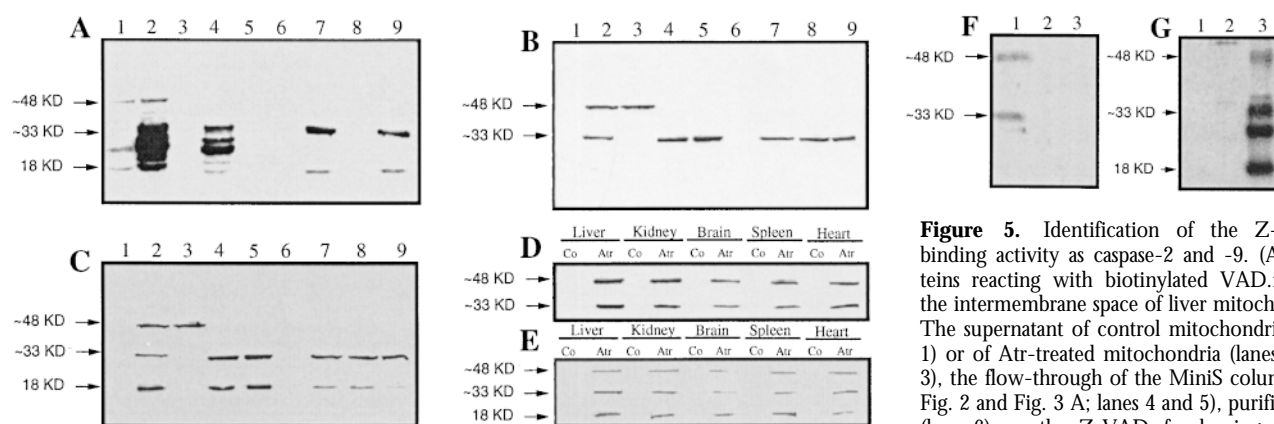 A 1 2 3 4 5 6 7 8 9
~48 KD
~33 KD
18 KD
B 1 2 3 4 5 6 7 8 9
~48 KD
~33 KD
C 1 2 3 4 5 6 7 8 9
~48 KD
~33 KD
18 KD
D Liver Kidney Brain Spleen Heart
Co Atr Co Atr Co Atr Co Atr Co Atr
~48 KD
~33 KD
E Liver Kidney Brain Spleen Heart
Co Atr Co Atr Co Atr Co Atr Co Atr
~48 KD
~33 KD
18 KD
F 1 2 3
~48 KD
~33 KD
G 1 2 3
~48 KD
~33 KD
18 KD
Figure 5. Identification of the Z-
binding activity as caspase-2 and -9. (A
teins reacting with biotinylated VAD.
the intermembrane space of liver mitoch
The supernatant of control mitochondri
1) or of Atr-treated mitochondria (lanes
3), the flow-through of the MiniS colum
Fig. 2 and Fig. 3 A; lanes 4 and 5), purifi